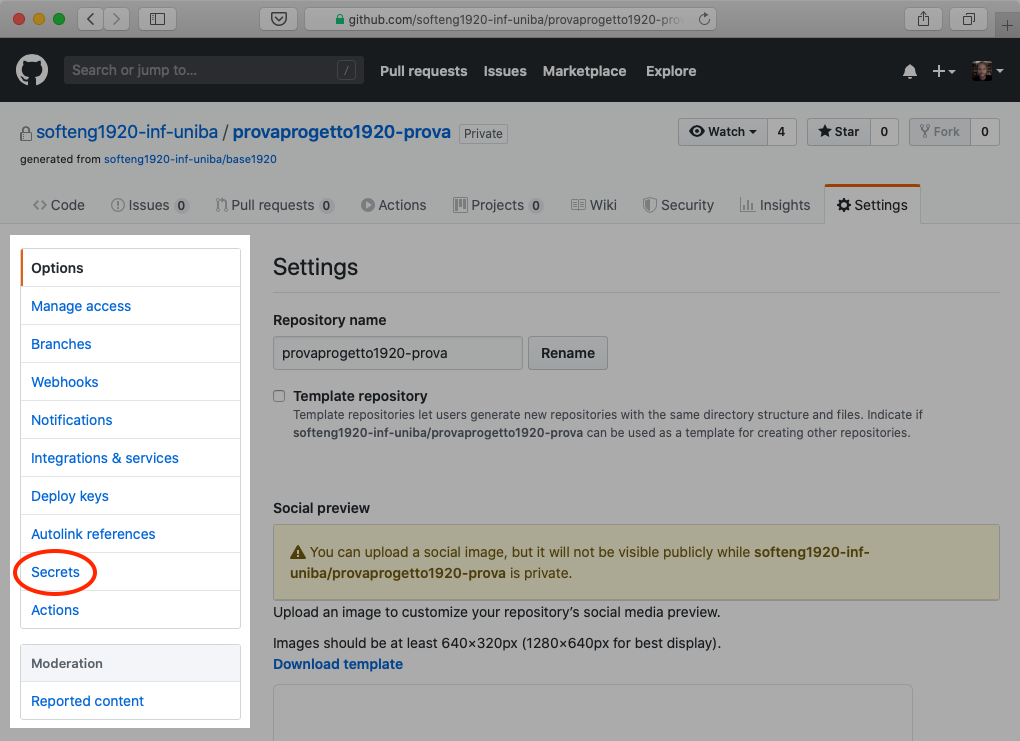 github.com/softeng1920-inf-uniba/provaprogetto1920-prov
Search or jump to... /
Pull requests Issues Marketplace Explore
softeng1920-inf-uniba / provaprogetto1920-prova Private
Watch 4 Star 0 Fork 0
generated from softeng1920-inf-uniba/base1920
Code Issues 0 Pull requests 0 Actions Projects 0 Wiki Security Insights Settings
Options
Manage access
Branches
Webhooks
Notifications
Integrations & services
Deploy keys
Autolink references
Secrets
Actions
Moderation
Reported content
Settings
Repository name
provaprogetto1920-prova Rename
Template repository
Template repositories let users generate new repositories with the same directory structure and files. Indicate if
softeng1920-inf-uniba/provaprogetto1920-prova can be used as a template for creating other repositories.
Social preview
You can upload a social image, but it will not be visible publicly while softeng1920-inf-
uniba/provaprogetto1920-prova is private.
Upload an image to customize your repository’s social media preview.
Images should be at least 640×320px (1280×640px for best display).
Download template